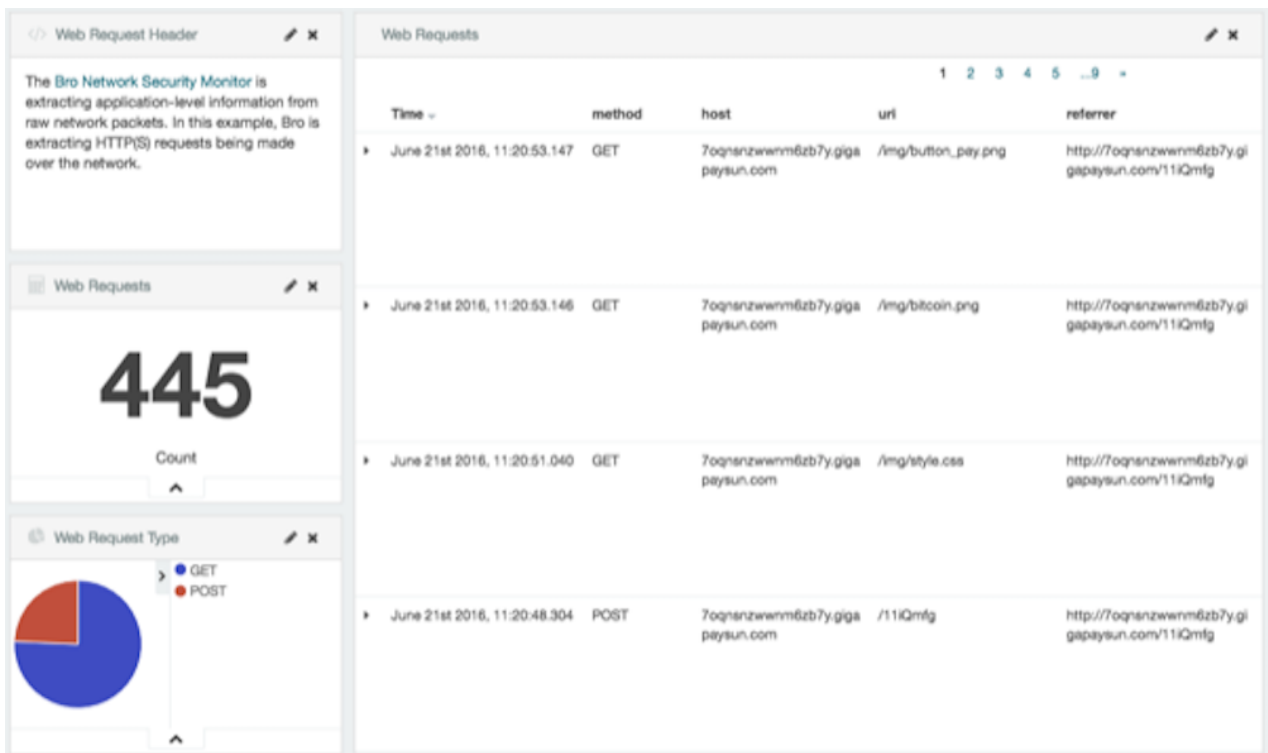 Web Request Header
The Bro Network Security Monitor is
extracting application-level information from
raw network packets. In this example, Bro is
extracting HTTP(S) requests being made
over the network.
Web Requests
445
Count
Web Request Type
GET
POST
Web Requests
1 2 3 4 5 ...9 »
Time method host uri referrer
June 21st 2016, 11:20:53.147 GET 7oqnsnzwwnm6zb7y.giga /img/button_pay.png http://7oqnsnzwwnm6zb7y.gi
paysun.com gapaysun.com/11iQmfg
June 21st 2016, 11:20:53.146 GET 7oqnsnzwwnm6zb7y.giga /img/bitcoin.png http://7oqnsnzwwnm6zb7y.gi
paysun.com gapaysun.com/11iQmfg
June 21st 2016, 11:20:51.040 GET 7oqnsnzwwnm6zb7y.giga /img/style.css http://7oqnsnzwwnm6zb7y.gi
paysun.com gapaysun.com/11iQmfg
June 21st 2016, 11:20:48.304 POST 7oqnsnzwwnm6zb7y.giga /11iQmfg http://7oqnsnzwwnm6zb7y.gi
paysun.com gapaysun.com/11iQmfg